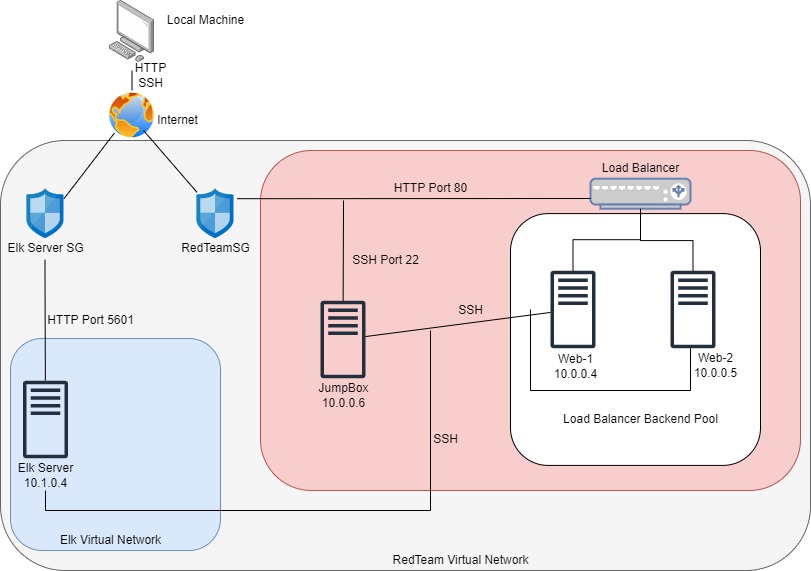 Local Machine
HTTP
SSH
Internet
Load Balancer
HTTP Port 80
Elk Server SG
RedTeamSG
SSH Port 22
HTTP Port 5601
SSH
Web-1
10.0.0.4
Web-2
10.0.0.5
JumpBox
10.0.0.6
Load Balancer Backend Pool
SSH
Elk Server
10.1.0.4
Elk Virtual Network
RedTeam Virtual Network